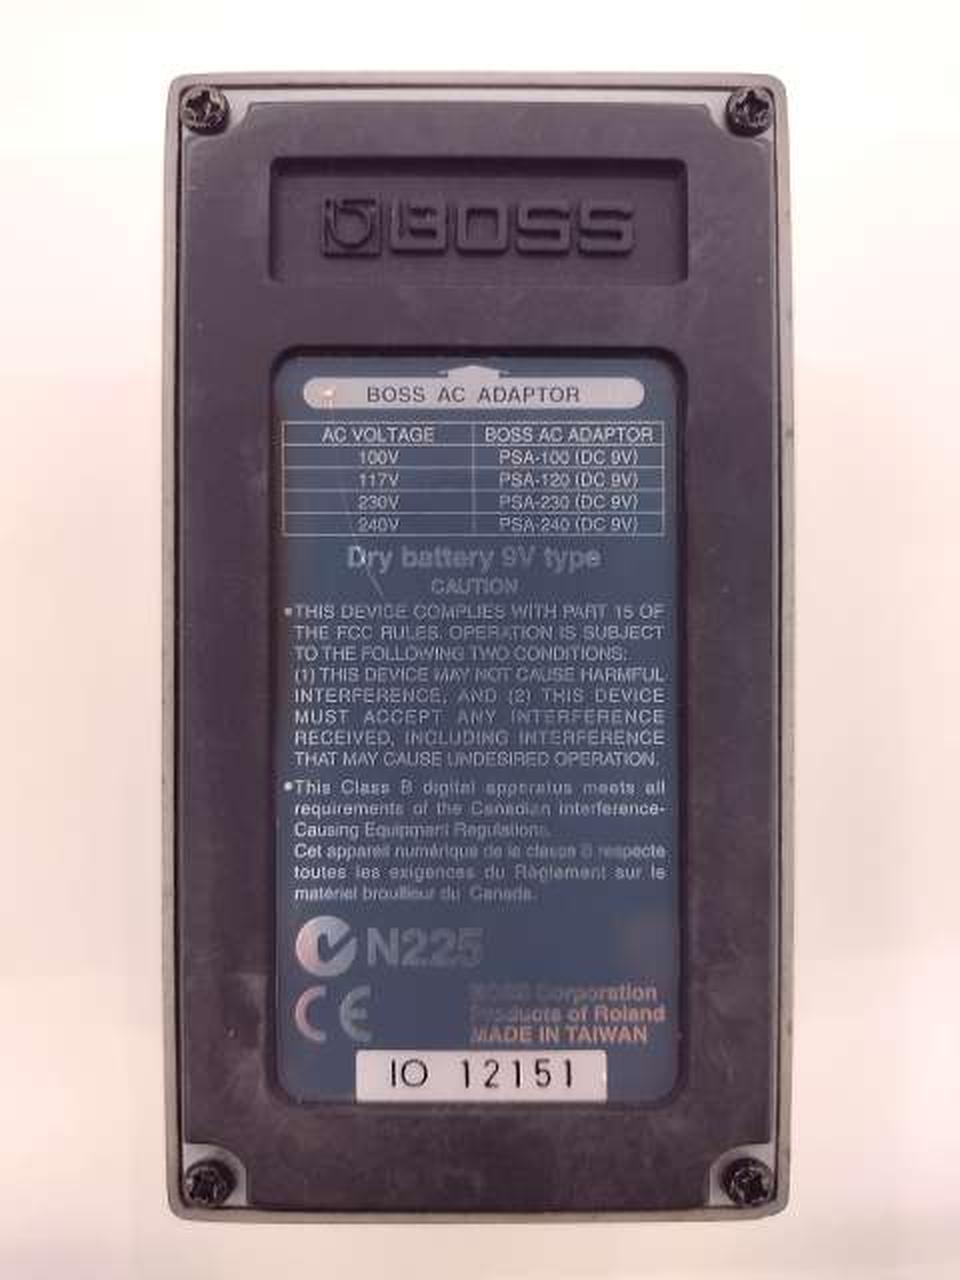 BOSS
BOSS AC ADAPTOR
AC VOLTAGE BOSS AC ADAPTOR
100V PSA-100 (DC 9V)
117V PSA-120 (DC 9V)
230V PSA-230 (DC 9V)
240V PSA-240 (DC 9V)
Dry battery 9V type
CAUTION
•THIS DEVICE COMPLIES WITH PART 15 OF
THE FCC RULES. OPERATION IS SUBJECT
TO THE FOLLOWING TWO CONDITIONS:
(1) THIS DEVICE MAY NOT CAUSE HARMFUL
INTERFERENCE, AND (2) THIS DEVICE
MUST ACCEPT ANY INTERFERENCE
RECEIVED, INCLUDING INTERFERENCE
THAT MAY CAUSE UNDESIRED OPERATION.
•This Class B digital apparatus meets all
requirements of the Canadian Interference-
Causing Equipment Regulations.
Cet appareil numérique de la classe B respecte
toutes les exigences du Règlement sur le
matériel brouilleur du Canada.
N225
CE
BOSS Corporation
Products of Roland
MADE IN TAIWAN
IO 12151